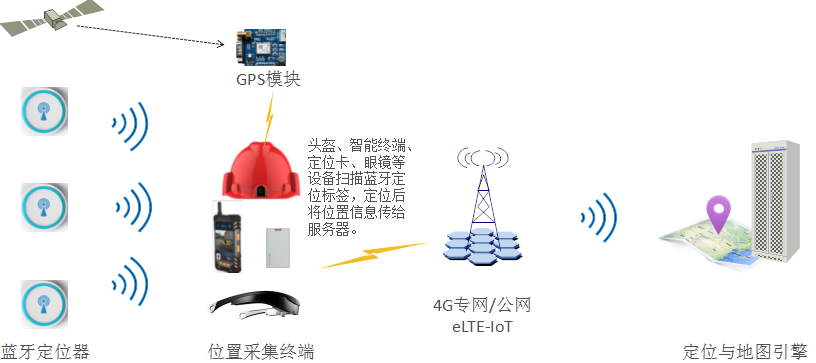 GPS模块
头盔、智能终端、
定位卡、眼镜等
设备扫描蓝牙定
位标签，定位后
将位置信息传给
服务器。
4G专网/公网
eLTE-IoT
蓝牙定位器
位置采集终端
定位与地图引擎